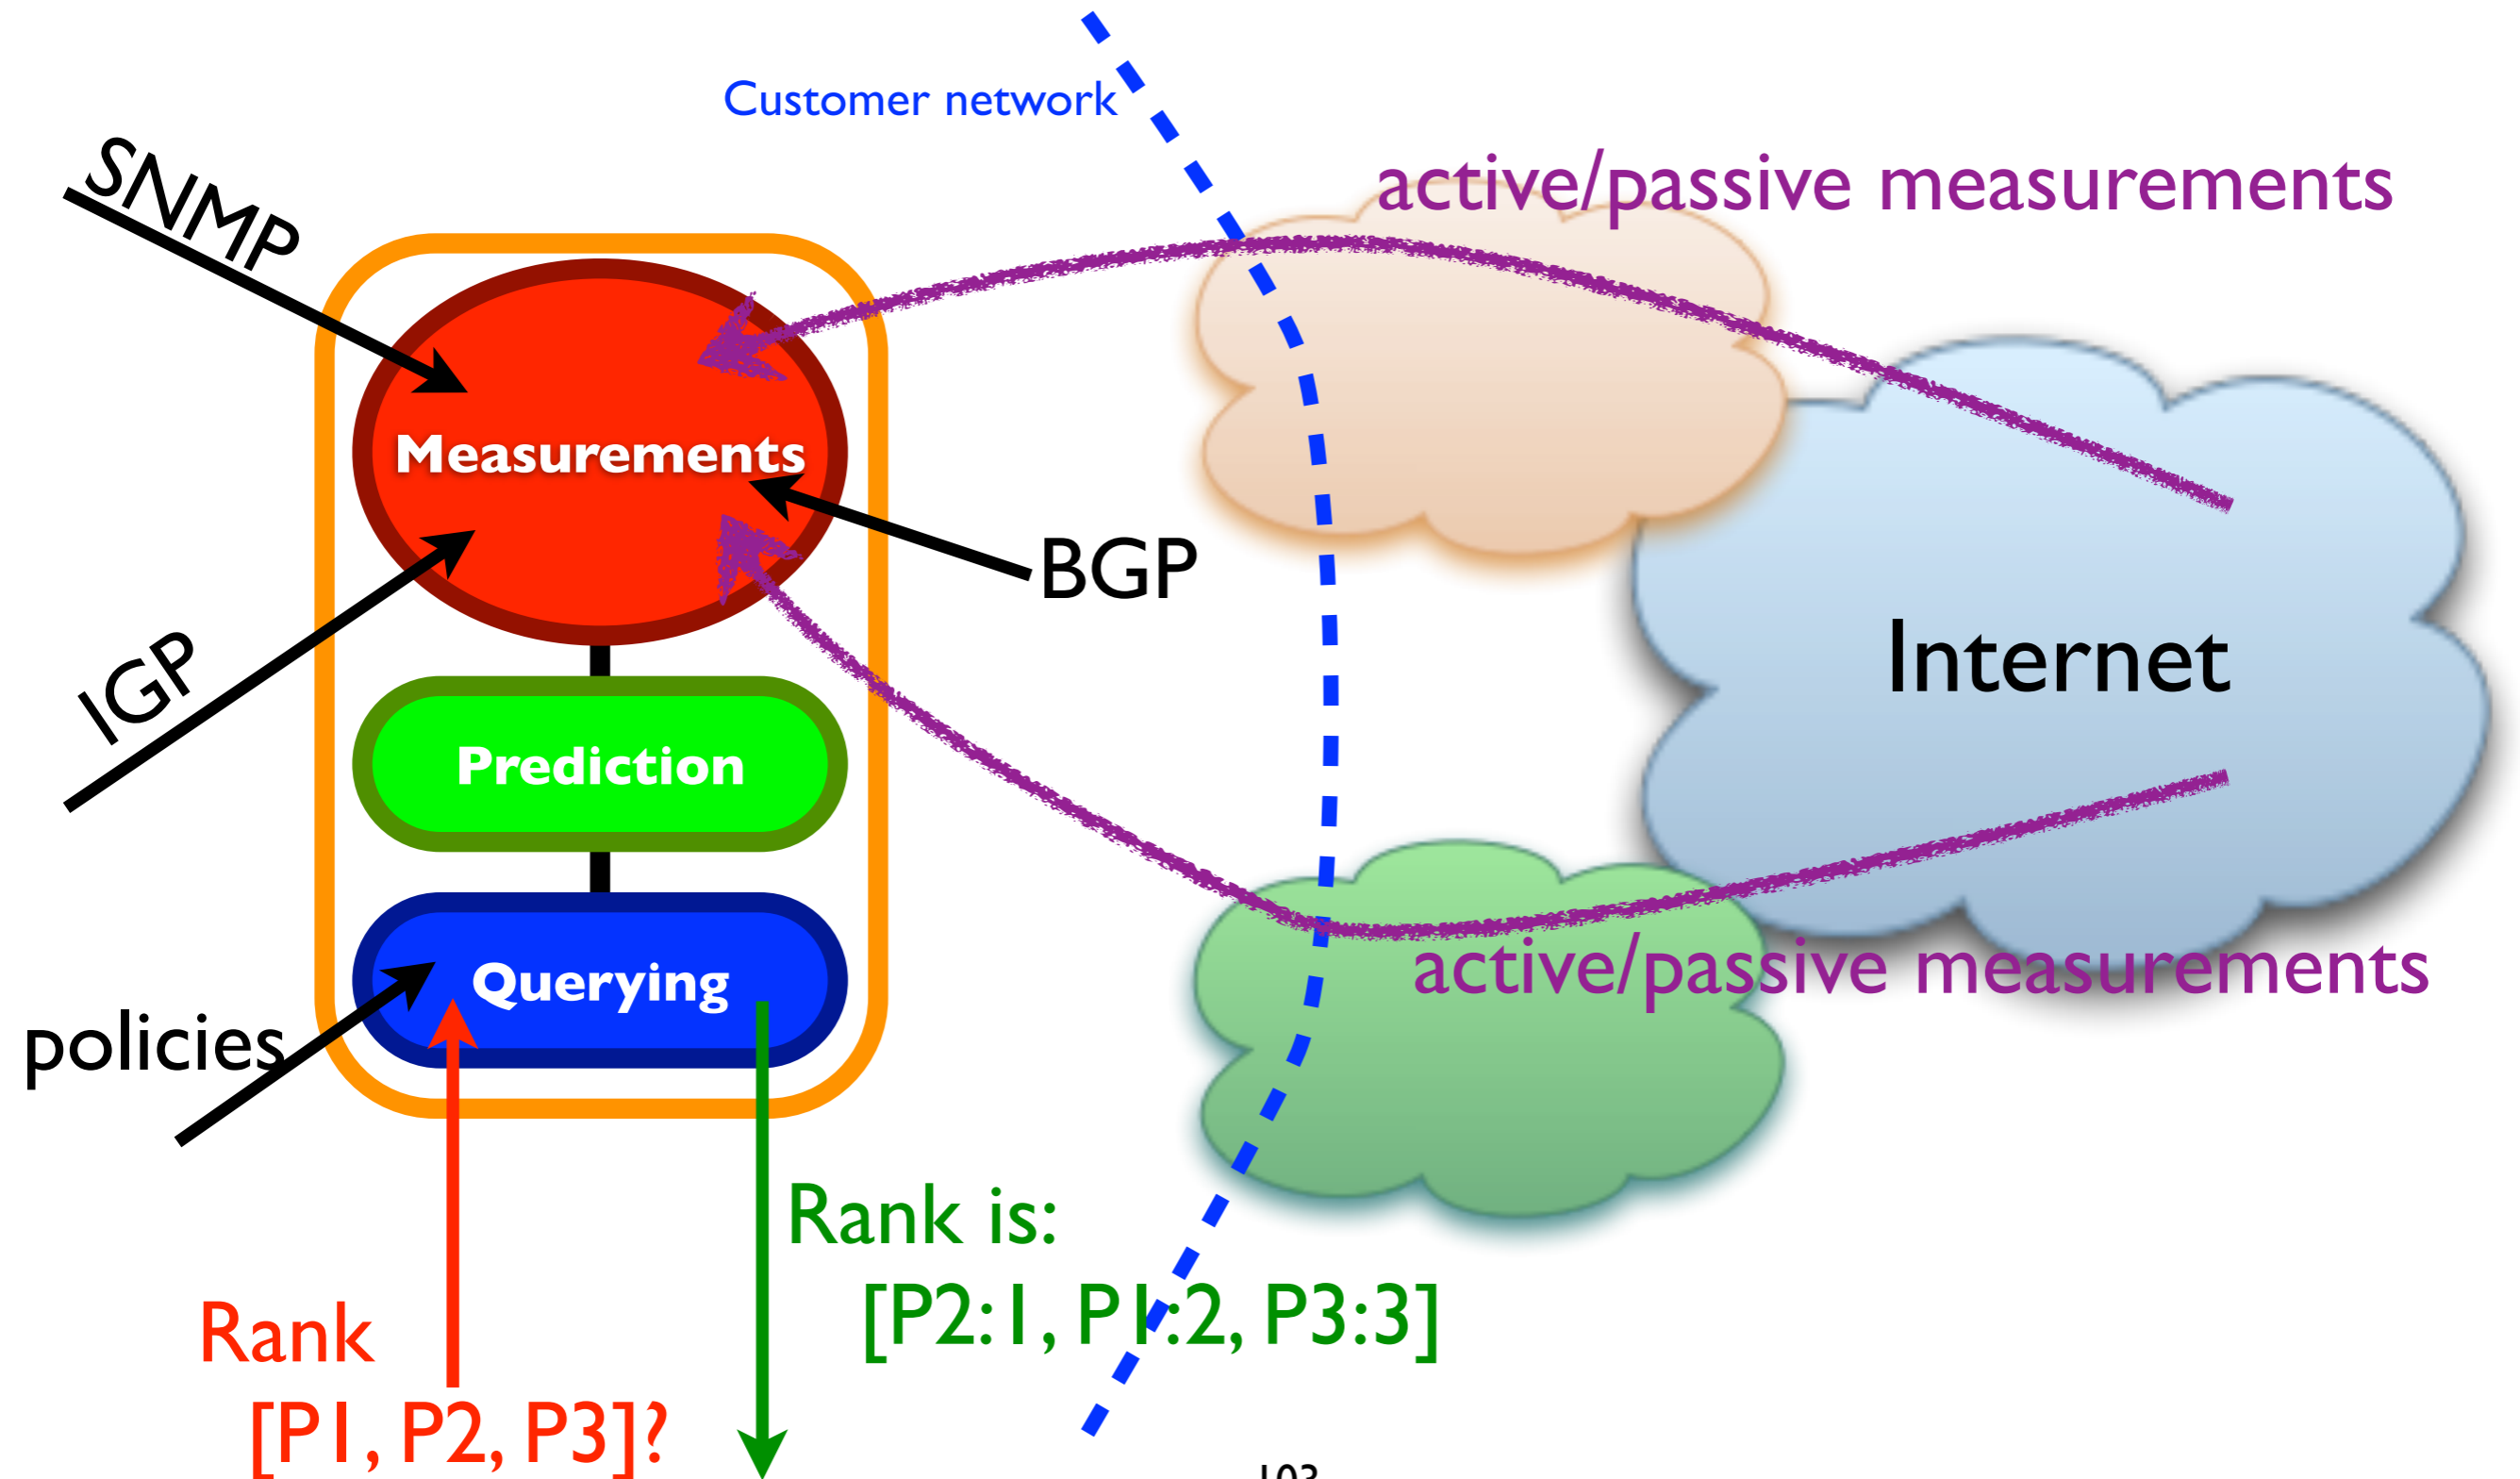 Customer network
SNMP
active/passive measurements
Measurements
BGP
IGP
Internet
Prediction
active/passive measurements
Querying
policies
Rank is:
[P2:1, P1:2, P3:3]
Rank
[P1, P2, P3]?
103